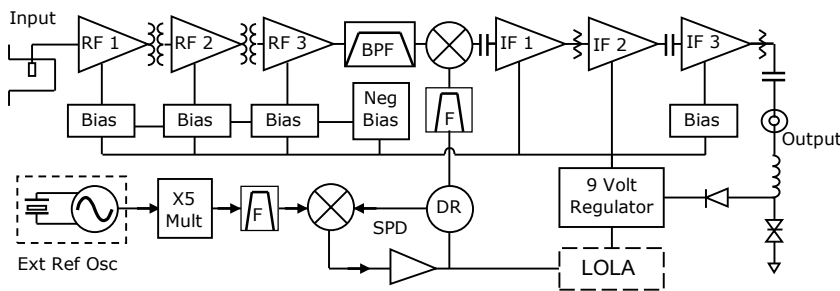 Input
RF 1
RF 2
RF 3
BPF
IF 1
IF 2
IF 3
Bias
Bias
Bias
Neg
Bias
F
Bias
Output
X5
Mult
F
SPD
DR
9 Volt
Regulator
Ext Ref Osc
LOLA